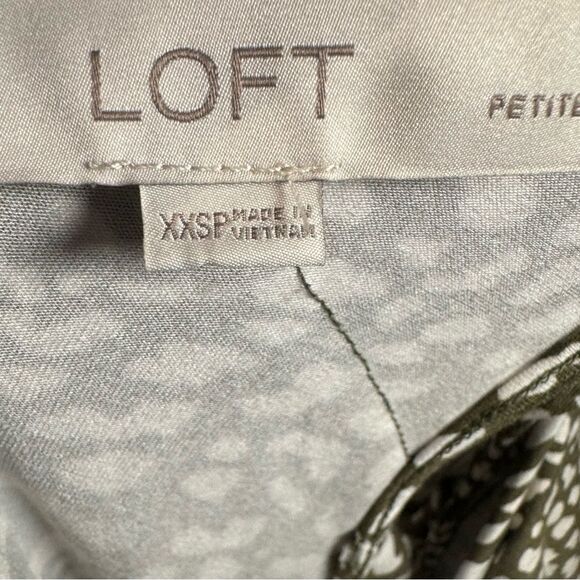 LOFT
PETITE
XXSP MADE IN
VIETNAM